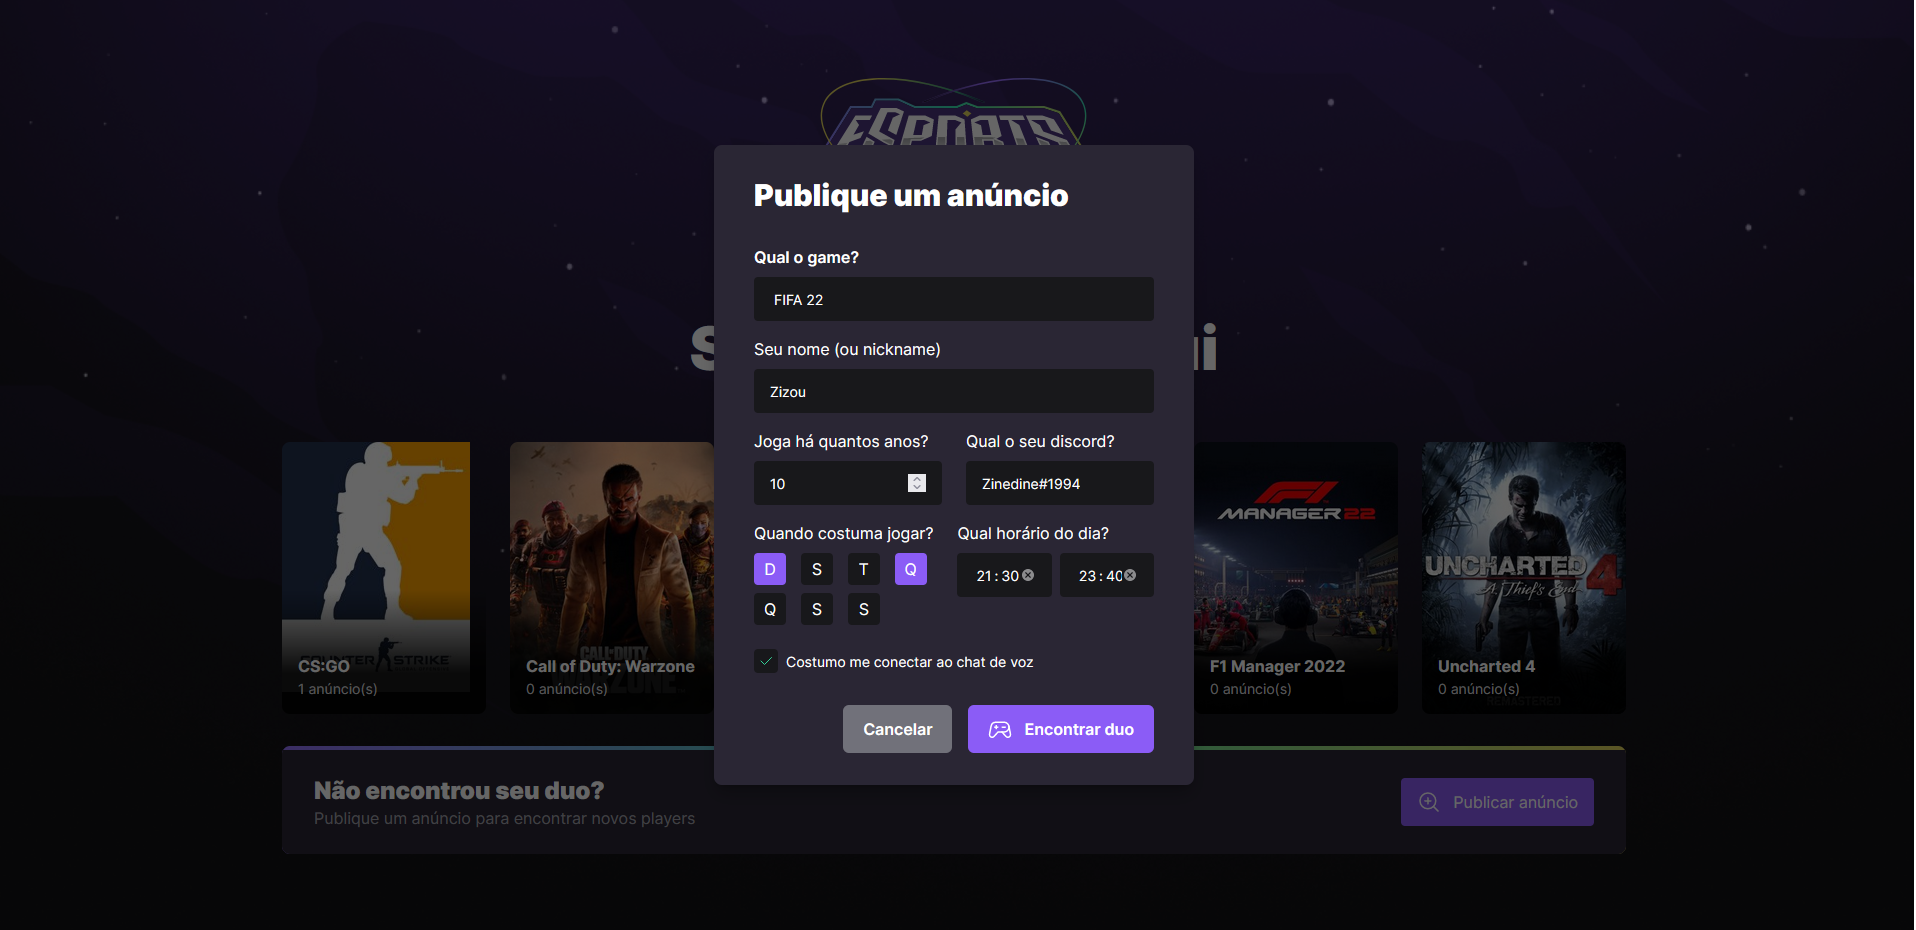 ESPORTS
Publique um anúncio
Qual o game?
FIFA 22
Seu nome (ou nickname)
Zizou
Joga há quantos anos? Qual o seu discord?
10 Zinedine#1994
Quando costuma jogar? Qual horário do dia?
D S T Q 21:30 23:40
Q S S
Costumo me conectar ao chat de voz
Cancelar Encontrar duo
COUNTER STRIKE
CS:GO
1 anúncio(s)
CALL OF DUTY
WARZONE
Call of Duty: Warzone
0 anúncio(s)
F1
MANAGER 22
F1 Manager 2022
0 anúncio(s)
UNCHARTED 4
A Thief's End
Uncharted 4
0 anúncio(s)
REMASTERED
Não encontrou seu duo?
Publique um anúncio para encontrar novos players
Publicar anúncio